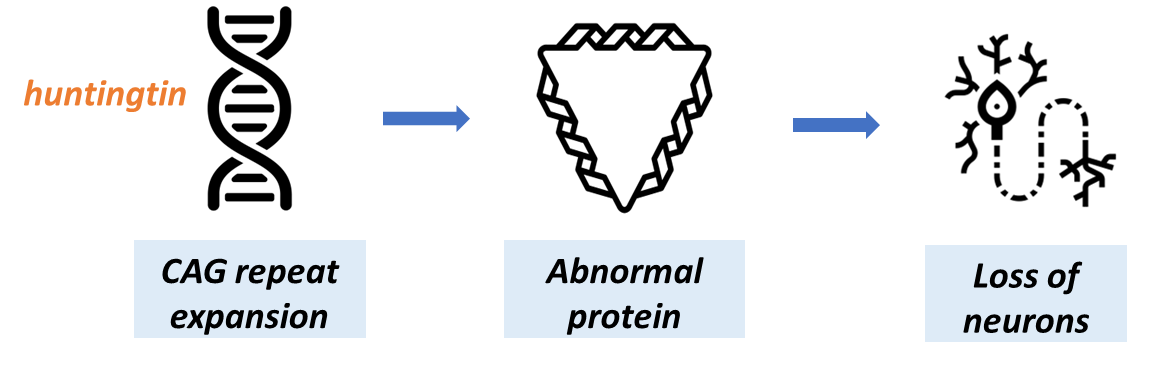 huntingtin
CAG repeat
expansion
Abnormal
protein
Loss of
neurons